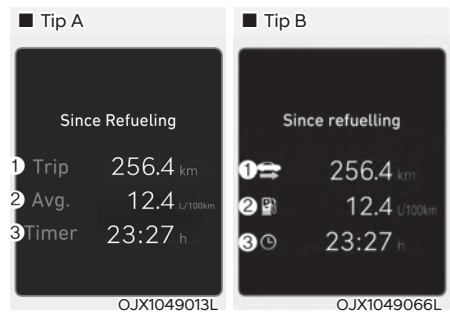 ■ Tip A
Since Refueling
1 Trip 256.4 km
2 Avg. 12.4 L/100km
3 Timer 23:27 h
OJX1049013L
■ Tip B
Since refuelling
1 256.4 km
2 12.4 L/100km
3 23:27 h
OJX1049066L